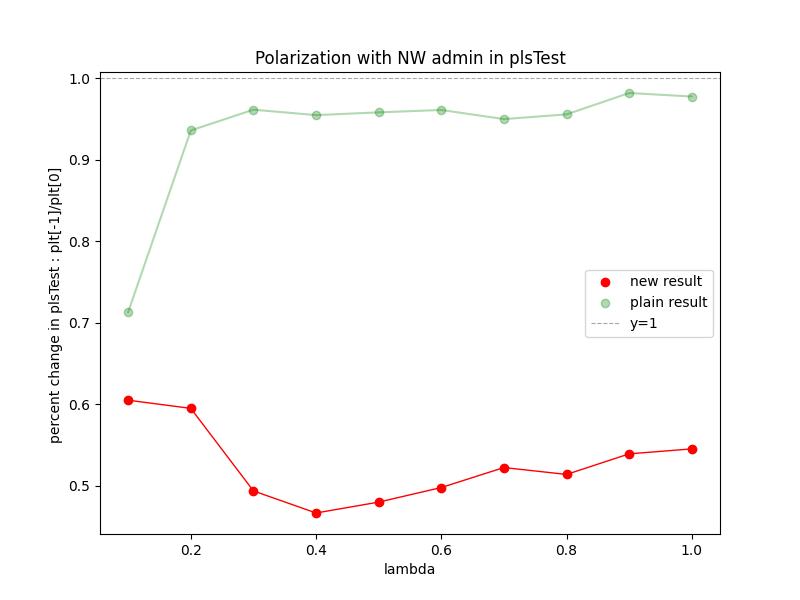 Polarization with NW admin in plsTest
percent change in plsTest : plt[-1]/plt[0]
1.0
0.9
0.8
0.7
0.6
0.5
new result
plain result
y=1
0.2
0.4
0.6
0.8
1.0
lambda